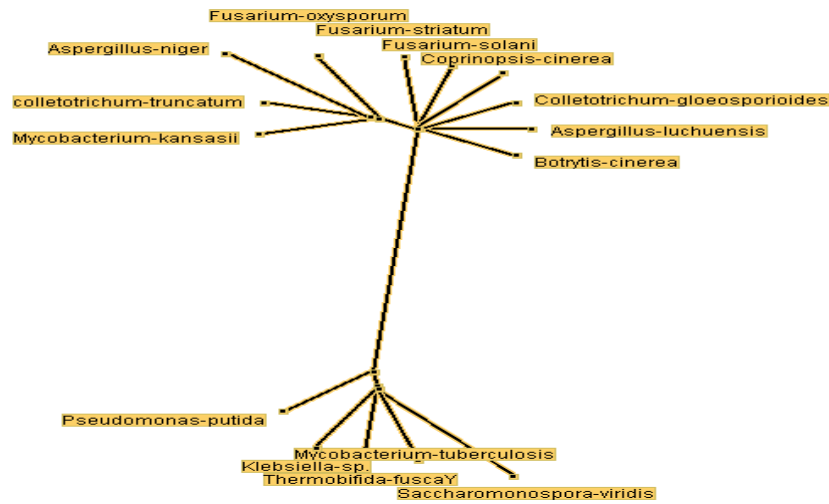 Fusarium-oxysporum
Fusarium-striatum
Aspergillus-niger
Fusarium-solani
Coprinopsis-cinerea
colletotrichum-truncatum
Colletotrichum-gloeosporioides
Mycobacterium-kansasii
Aspergillus-luchuensis
Botrytis-cinerea
Pseudomonas-putida
Mycobacterium-tuberculosis
Klebsiella-sp.
Thermobifida-fuscaY
Saccharomonospora-viridis